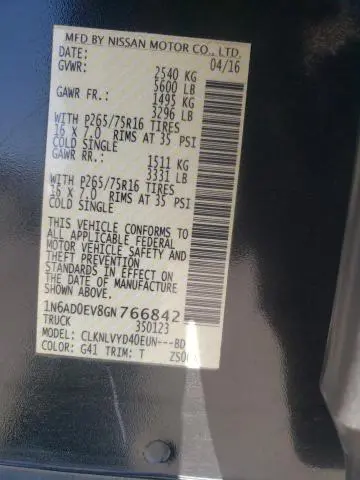 MFD BY NISSAN MOTOR CO., LTD.
DATE: 04/16
GVWR: 2540 KG
5600 LB
GAWR FR: 1495 KG
3296 LB
WITH P265/75R16 TIRES
16 X 7.0 RIMS AT 35 PSI
COLD SINGLE
GAWR RR: 1511 KG
3331 LB
WITH P265/75R16 TIRES
16 X 7.0 RIMS AT 35 PSI
COLD SINGLE
THIS VEHICLE CONFORMS TO
ALL APPLICABLE FEDERAL
MOTOR VEHICLE SAFETY AND
THEFT PREVENTION
STANDARDS IN EFFECT ON
THE DATE OF MANUFACTURE
SHOWN ABOVE.
1N6AD0EV8GN766842
TRUCK 350123
MODEL: CLKNLVYD40EUN---BD
COLOR: G41 TRIM: T